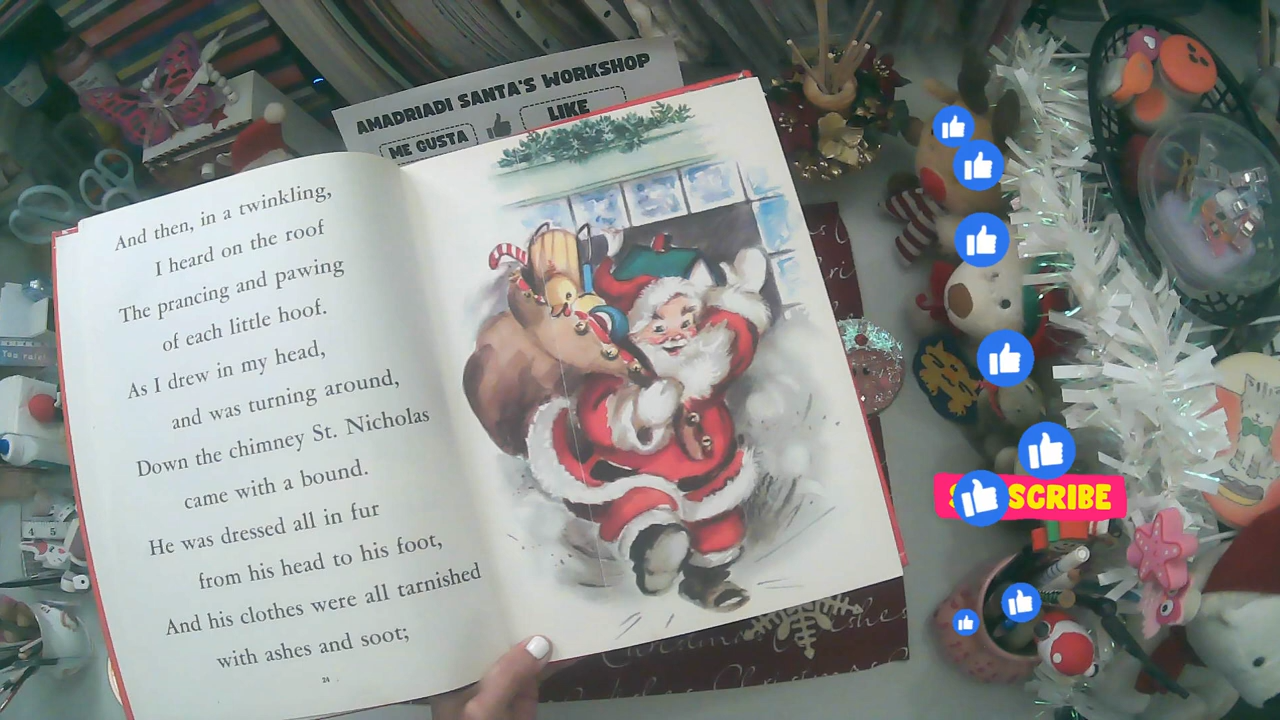 AMADRIADI SANTA'S WORKSHOP
ME GUSTA
LIKE
And then, in a twinkling,
I heard on the roof
The prancing and pawing
of each little hoof.
As I drew in my head,
and was turning around,
Down the chimney St. Nicholas
came with a bound.
He was dressed all in fur
from his head to his foot,
And his clothes were all tarnished
with ashes and soot;
24
SCRIBE
Christmas